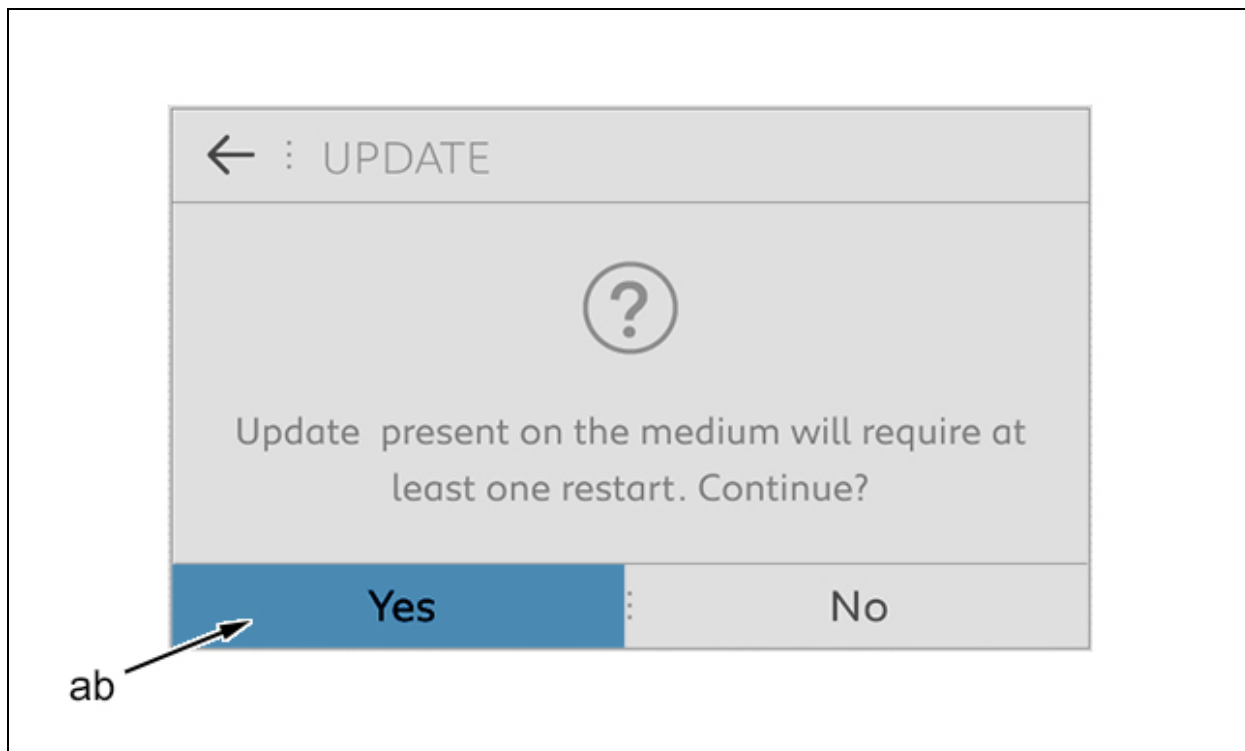 UPDATE
?
Update present on the medium will require at
least one restart. Continue?
Yes
No
ab